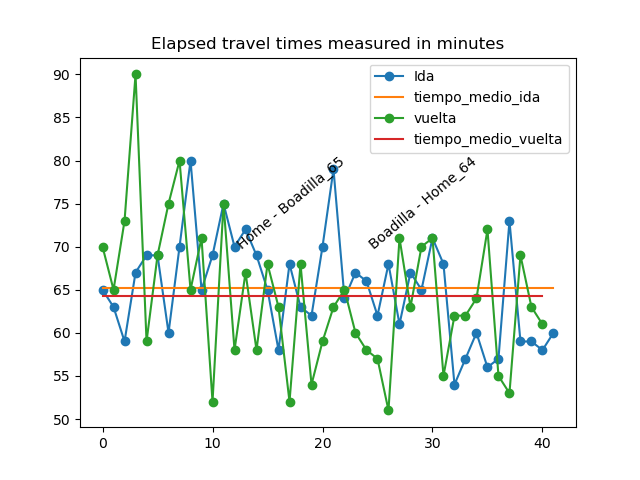 Elapsed travel times measured in minutes
Ida
tiempo_medio_ida
vuelta
tiempo_medio_vuelta
Home - Boadilla_65
Boadilla - Home_64
90
85
80
75
70
65
60
55
50
0 10 20 30 40